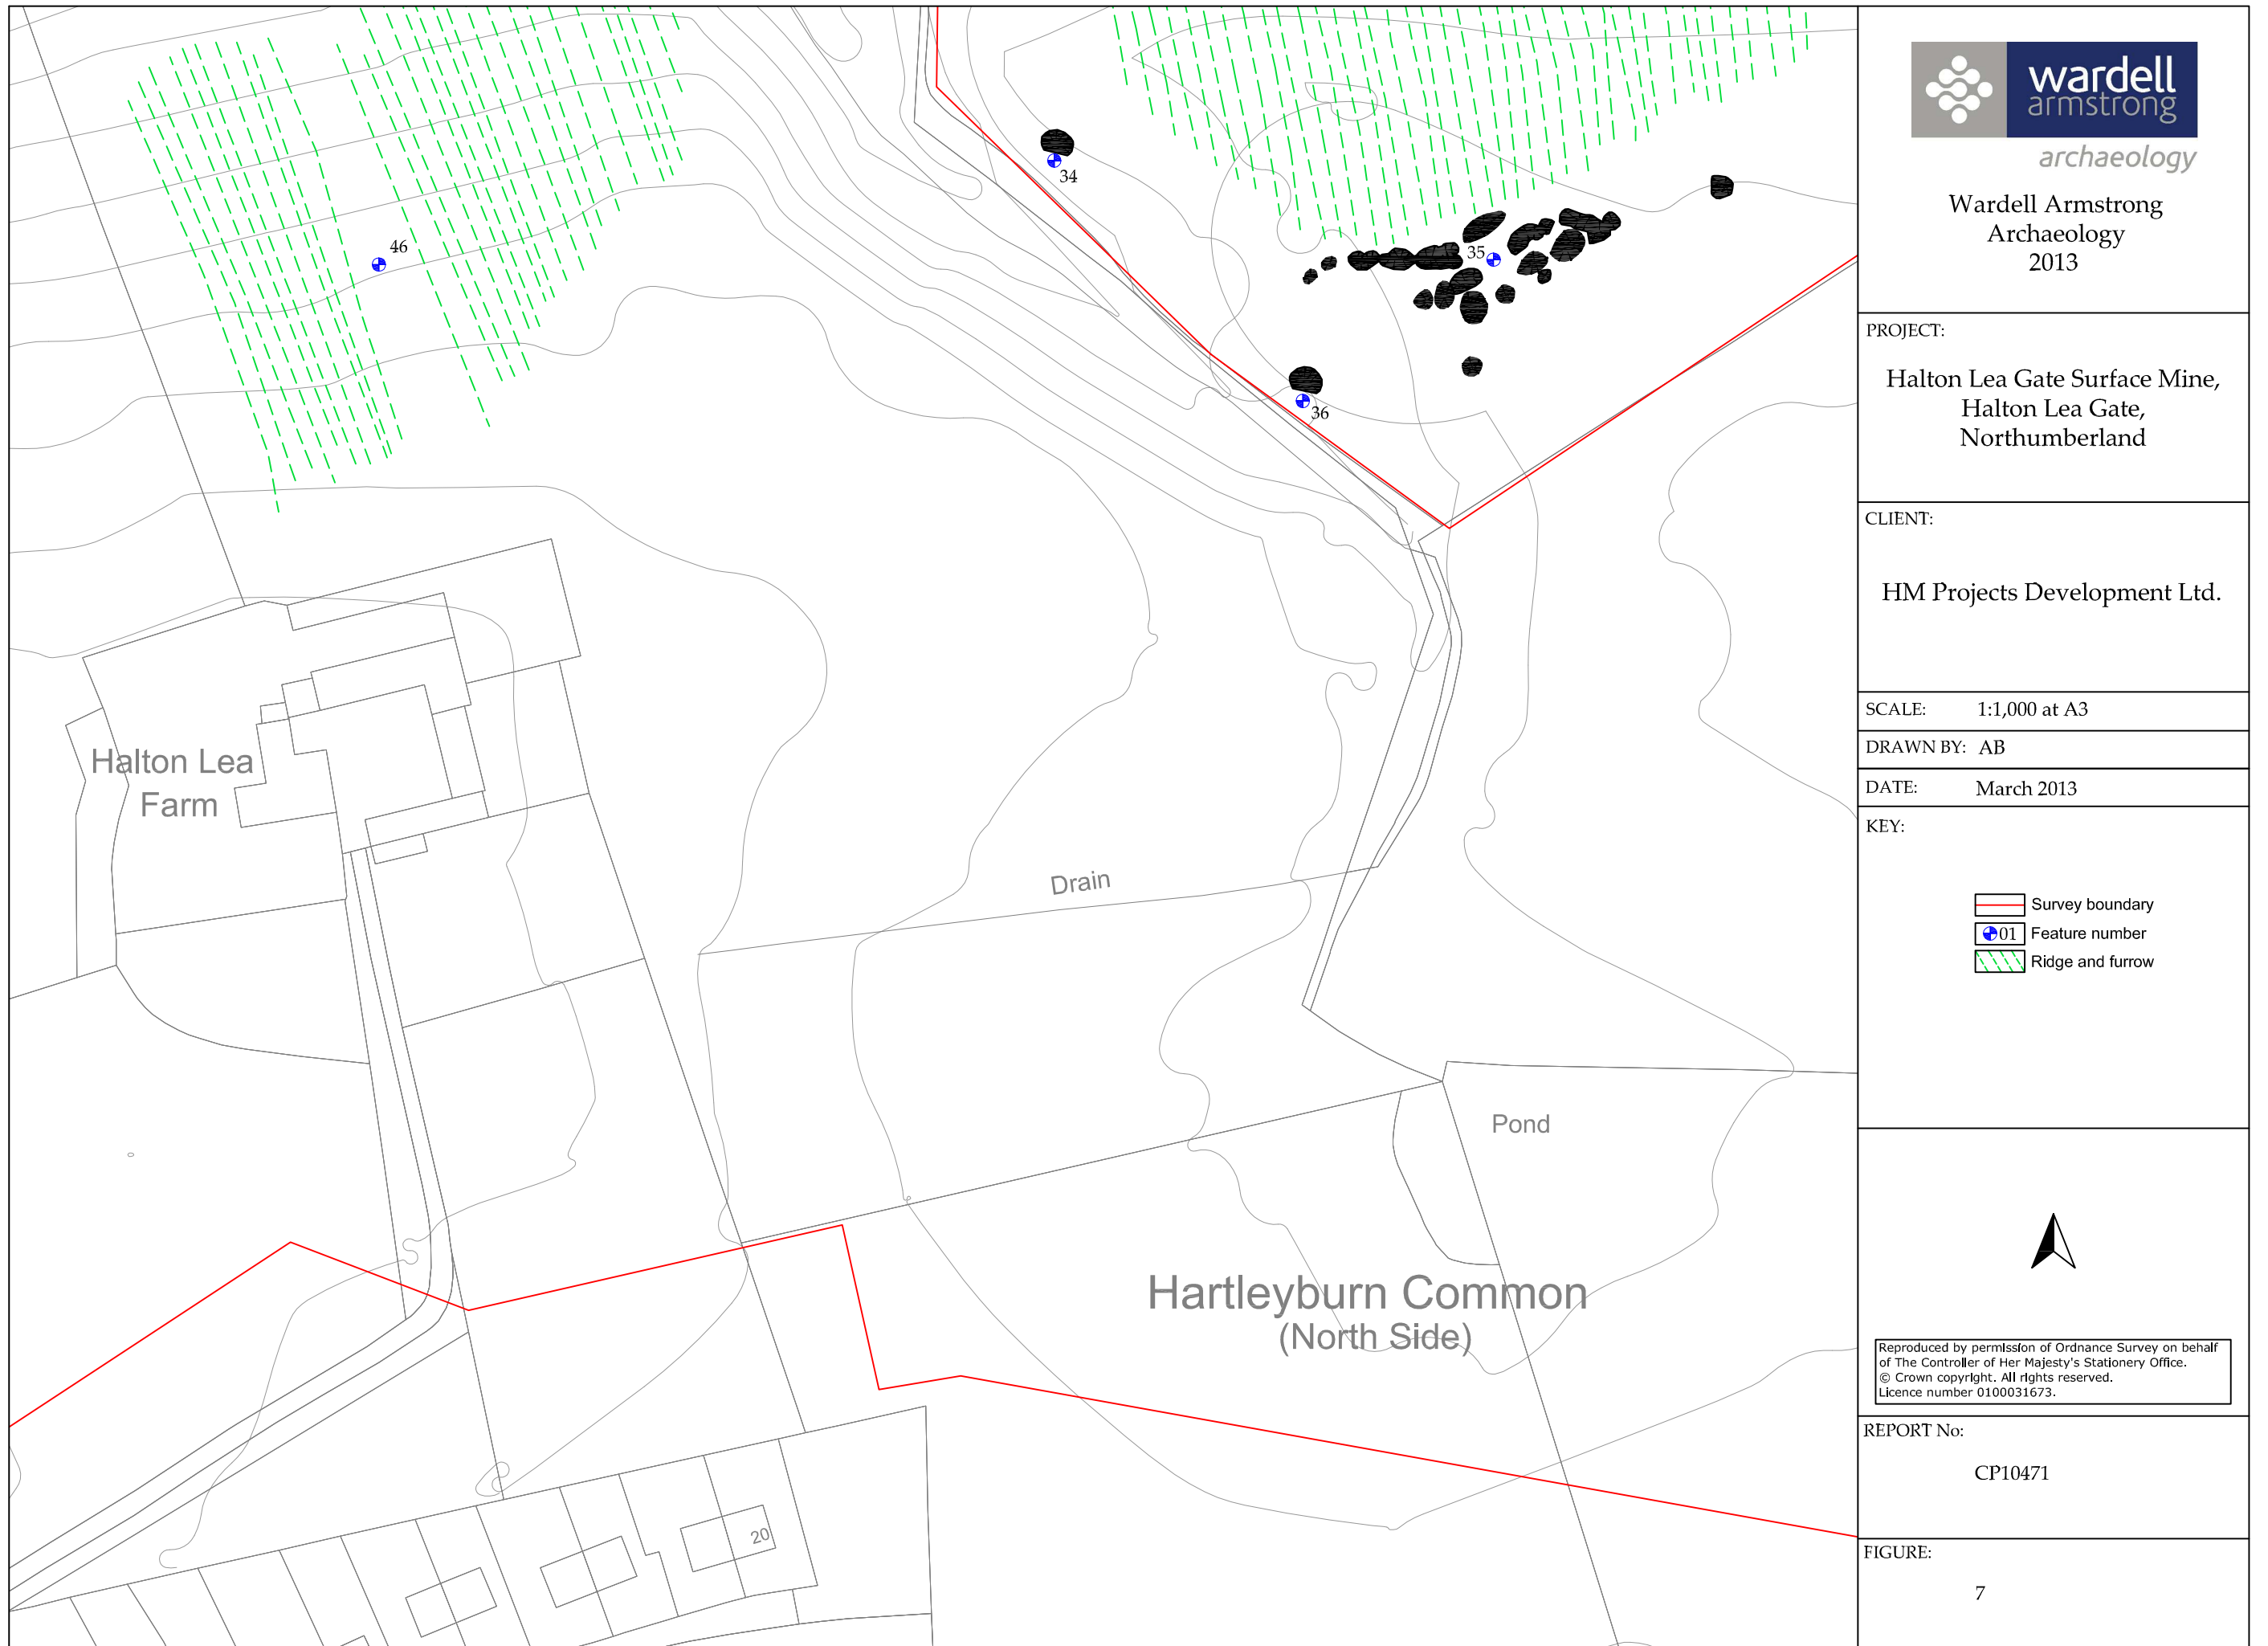 34
46
35
36
Halton Lea
Farm
Drain
Pond
Hartleyburn Common
(North Side)
20
wardell
armstrong
archaeology
Wardell Armstrong
Archaeology
2013
PROJECT:
Halton Lea Gate Surface Mine,
Halton Lea Gate,
Northumberland
CLIENT:
HM Projects Development Ltd.
SCALE: 1:1,000 at A3
DRAWN BY: AB
DATE: March 2013
KEY:
Survey boundary
01 Feature number
Ridge and furrow
Reproduced by permission of Ordnance Survey on behalf
of The Controller of Her Majesty's Stationery Office.
© Crown copyright. All rights reserved.
Licence number 0100031673.
REPORT No:
CP10471
FIGURE:
7